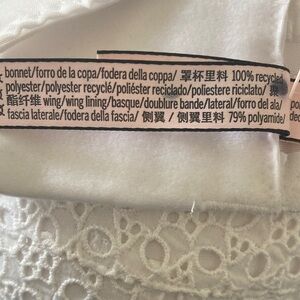 bonnet/forro de la copa/fodera della coppa/ 罩杯里料 100% recycled
polyester/polyester recyclé/poliéster reciclado/poliestere riciclato/ 聚
酯纤维 wing/wing lining/basque/doublure bande/lateral/forro del ala/
fascia laterale/fodera della fascia/ 侧翼 / 侧翼里料 79% polyamide/